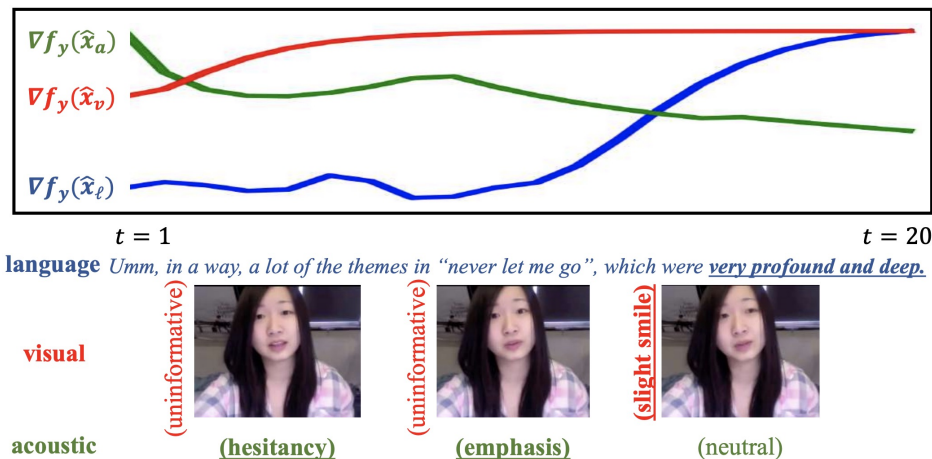 ∇f_y(x̂_a)
∇f_y(x̂_v)
∇f_y(x̂_ℓ)
t = 1 t = 20
language Umm, in a way, a lot of the themes in “never let me go”, which were very profound and deep.
visual (uninformative) (uninformative) (slight smile)
acoustic (hesitancy) (emphasis) (neutral)